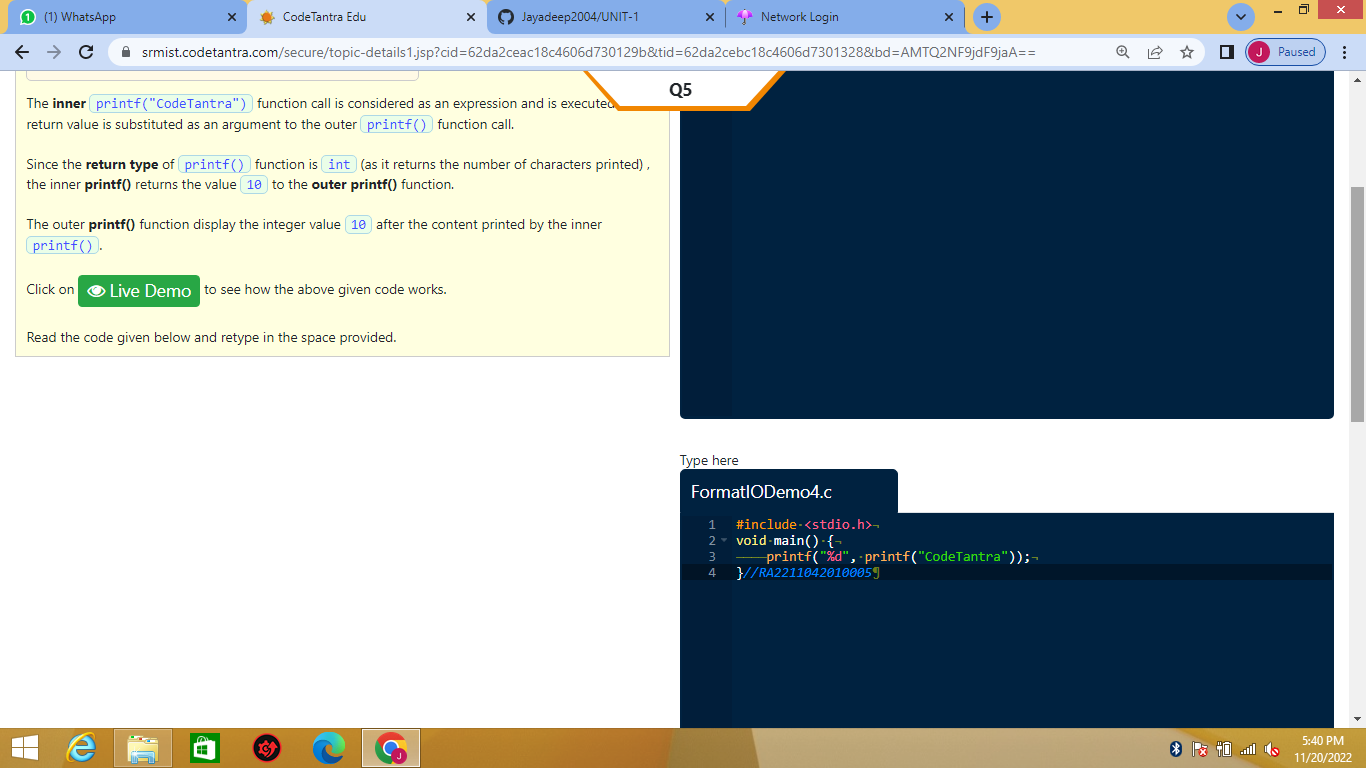 (1) WhatsApp
CodeTantra Edu
Jayadeep2004/UNIT-1
Network Login
srmist.codetantra.com/secure/topic-details1.jsp?cid=62da2ceac18c4606d730129b&tid=62da2cebc18c4606d7301328&bd=AMTQ2NF9jdF9jaA==
J Paused
Q5
The inner printf("CodeTantra") function call is considered as an expression and is executed
return value is substituted as an argument to the outer printf() function call.
Since the return type of printf() function is int (as it returns the number of characters printed) ,
the inner printf() returns the value 10 to the outer printf() function.
The outer printf() function display the integer value 10 after the content printed by the inner
printf().
Click on Live Demo to see how the above given code works.
Read the code given below and retype in the space provided.
Type here
FormatIODemo4.c
1 #include·<stdio.h>¬
2 void·main()·{¬
3 ————printf("%d",·printf("CodeTantra"));¬
4 }//RA2211042010005¶
J
5:40 PM
11/20/2022